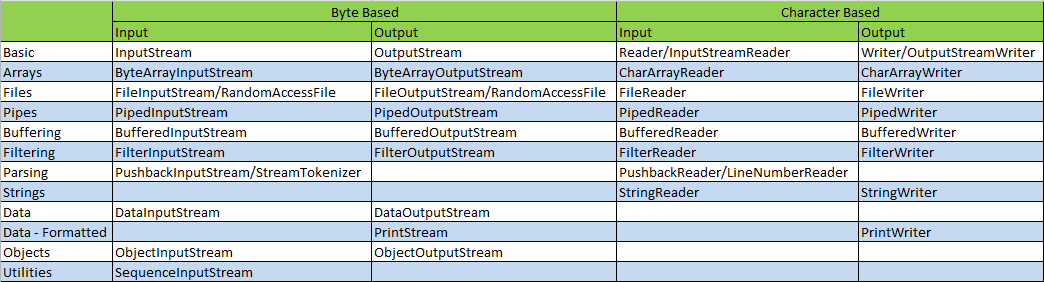 Byte Based Character Based
Input Output Input Output
Basic InputStream OutputStream Reader/InputStreamReader Writer/OutputStreamWriter
Arrays ByteArrayInputStream ByteArrayOutputStream CharArrayReader CharArrayWriter
Files FileInputStream/RandomAccessFile FileOutputStream/RandomAccessFile FileReader FileWriter
Pipes PipedInputStream PipedOutputStream PipedReader PipedWriter
Buffering BufferedInputStream BufferedOutputStream BufferedReader BufferedWriter
Filtering FilterInputStream FilterOutputStream FilterReader FilterWriter
Parsing PushbackInputStream/StreamTokenizer PushbackReader/LineNumberReader
Strings StringReader StringWriter
Data DataInputStream DataOutputStream
Data - Formatted PrintStream PrintWriter
Objects ObjectInputStream ObjectOutputStream
Utilities SequenceInputStream